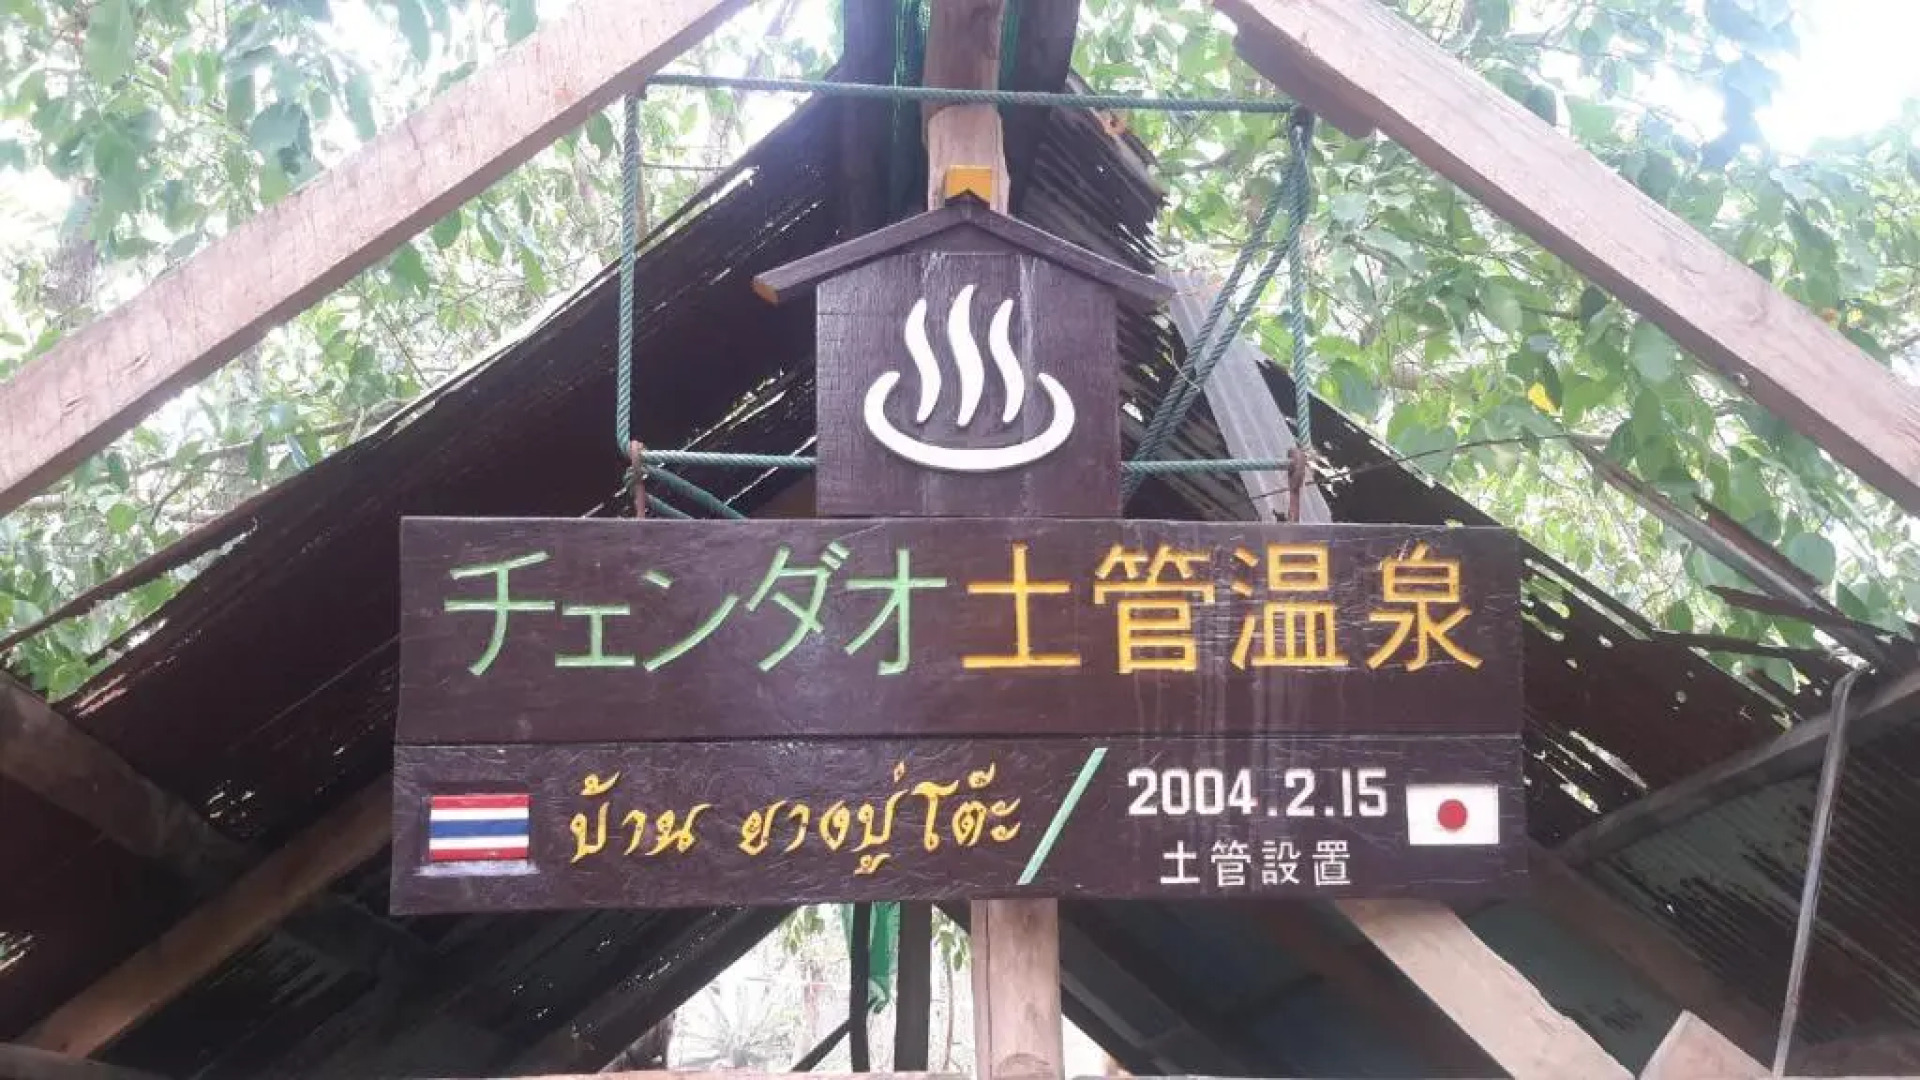 チェンダオ土管温泉
บ้าน ยางปู่โต๊ะ / 2004.2.15
土管設置